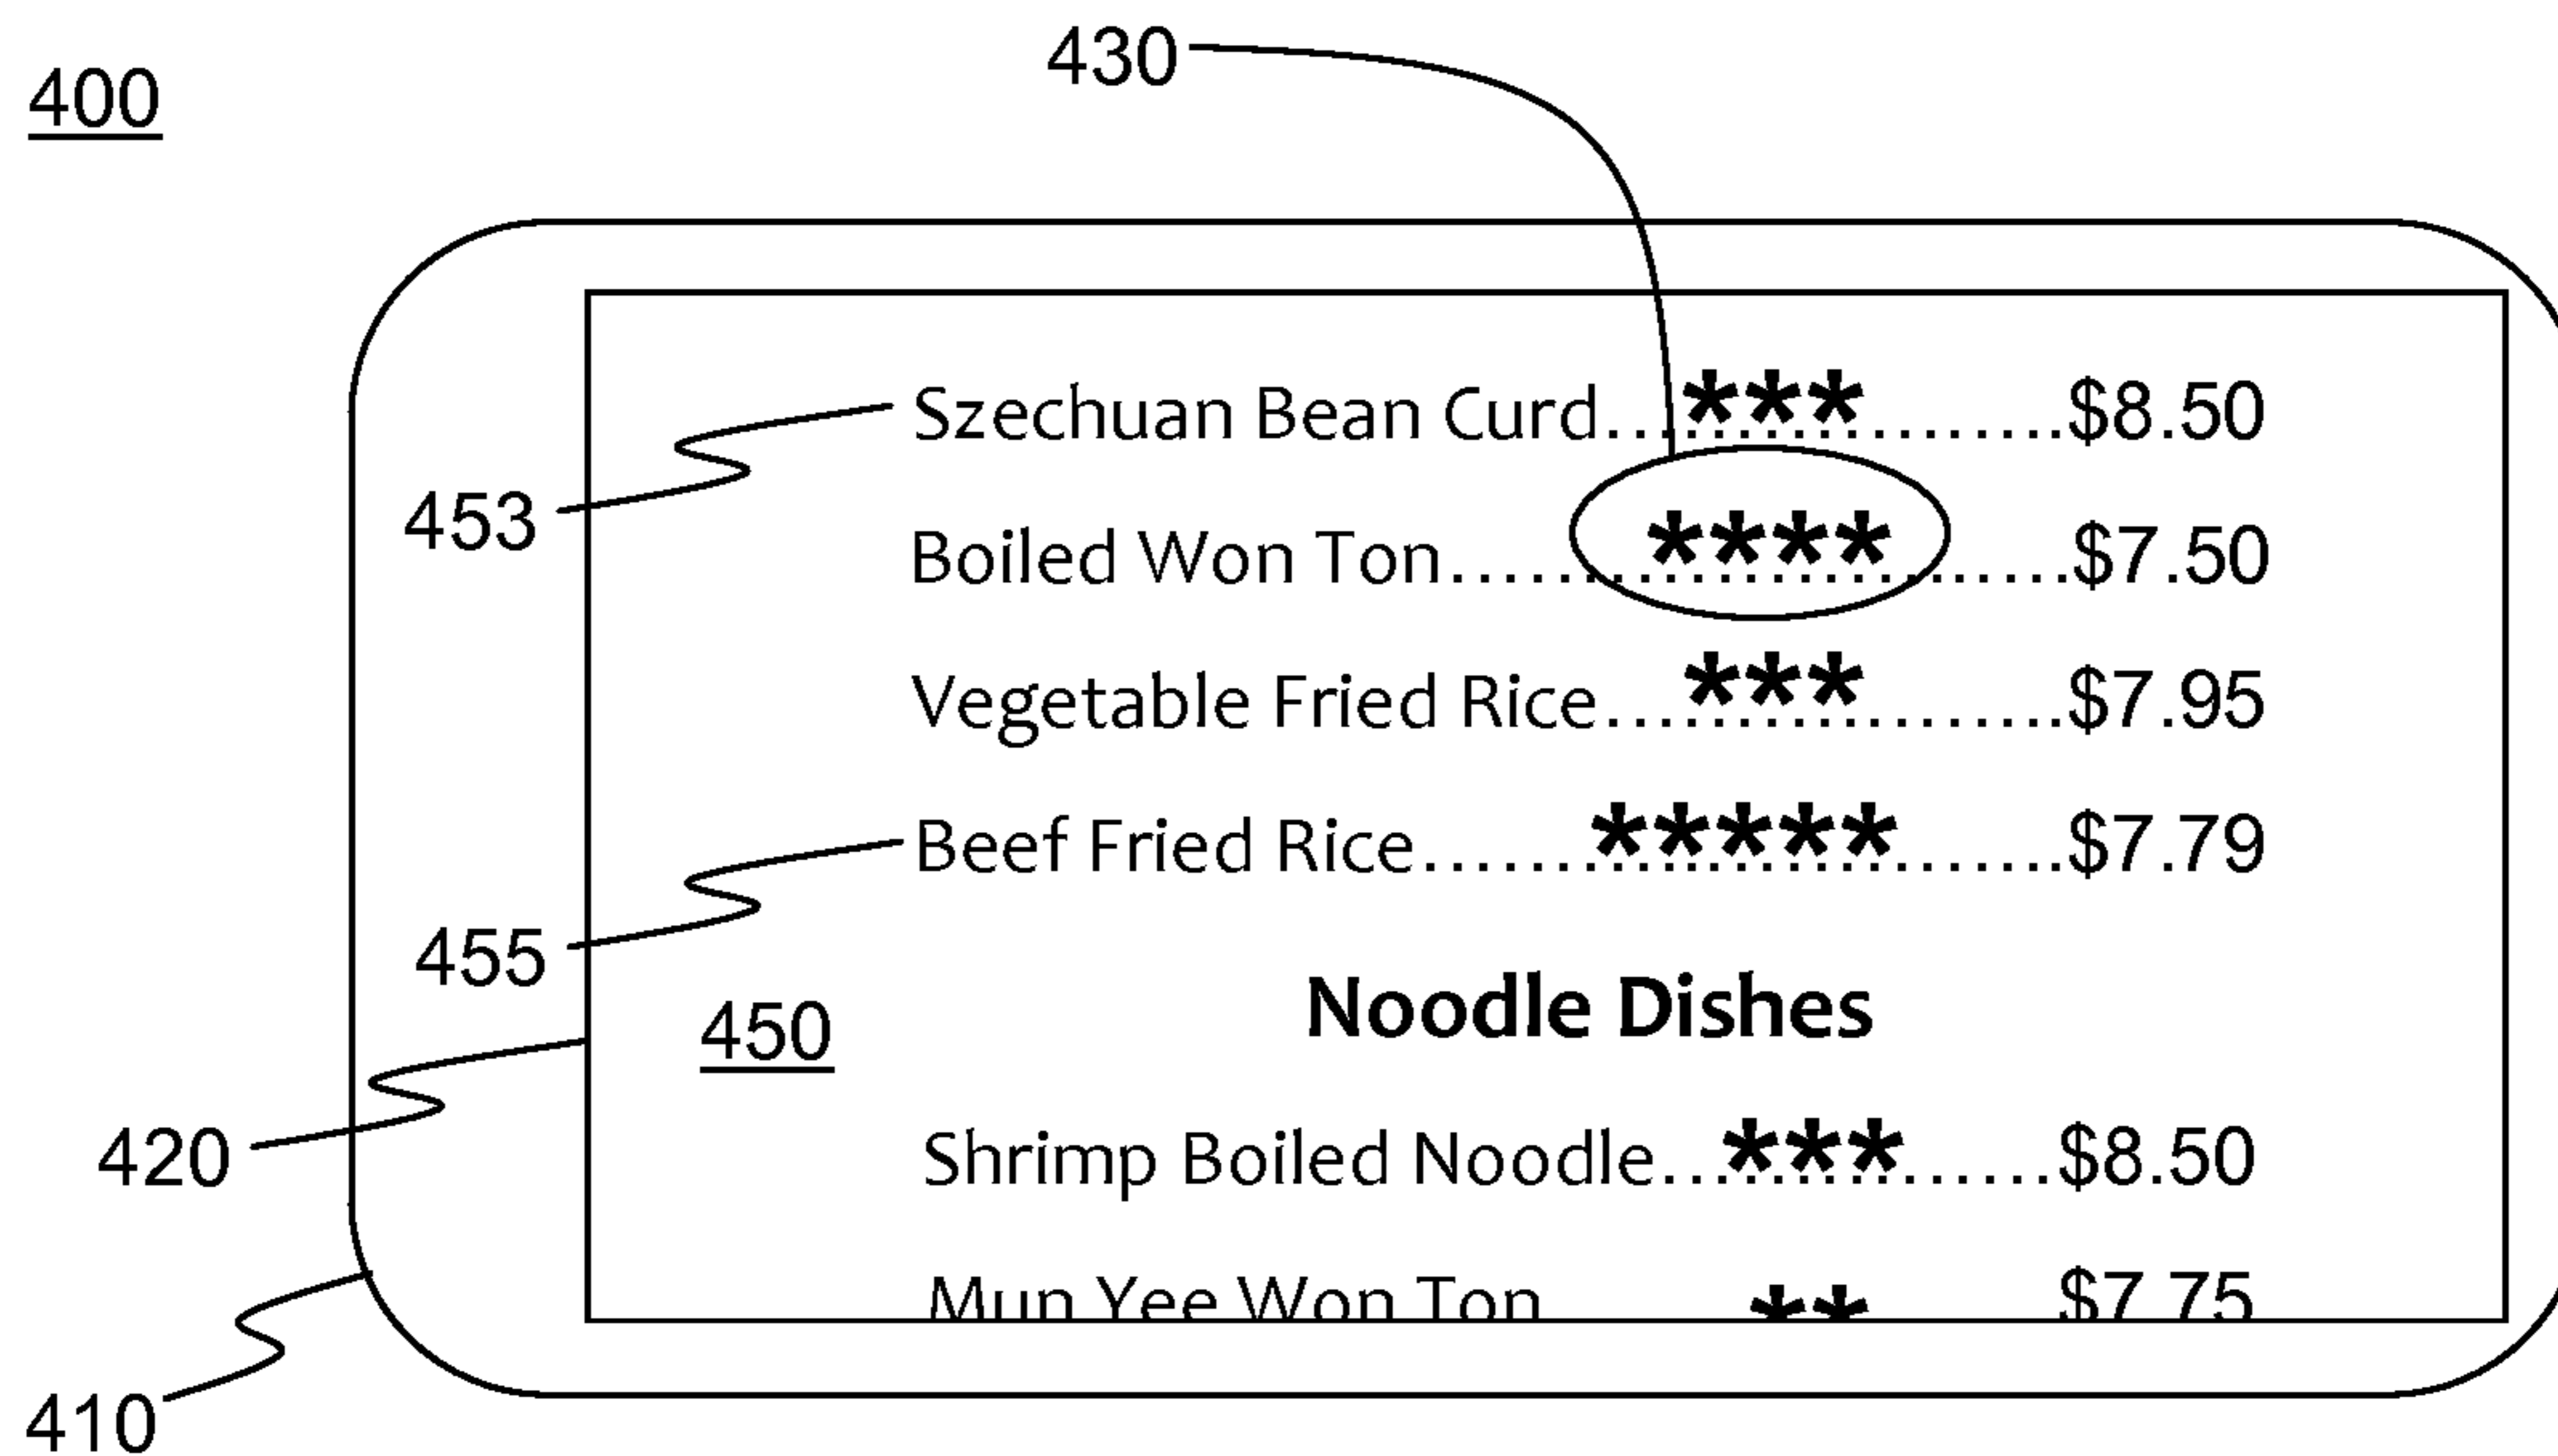 430
400
Szechuan Bean Curd.................$8.50
***
453
Boiled Won Ton.......................$7.50
****
Vegetable Fried Rice.................$7.95
***
Beef Fried Rice........................$7.79
*****
455
Noodle Dishes
450
Shrimp Boiled Noodle...............$8.50
***
420
Mun Yee Won Ton ** $7.75
410